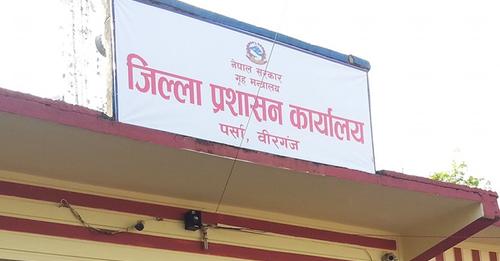 नेपाल सरकार
गृह मन्त्रालय
जिल्ला प्रशासन कार्यालय
पर्सा, वीरगंज